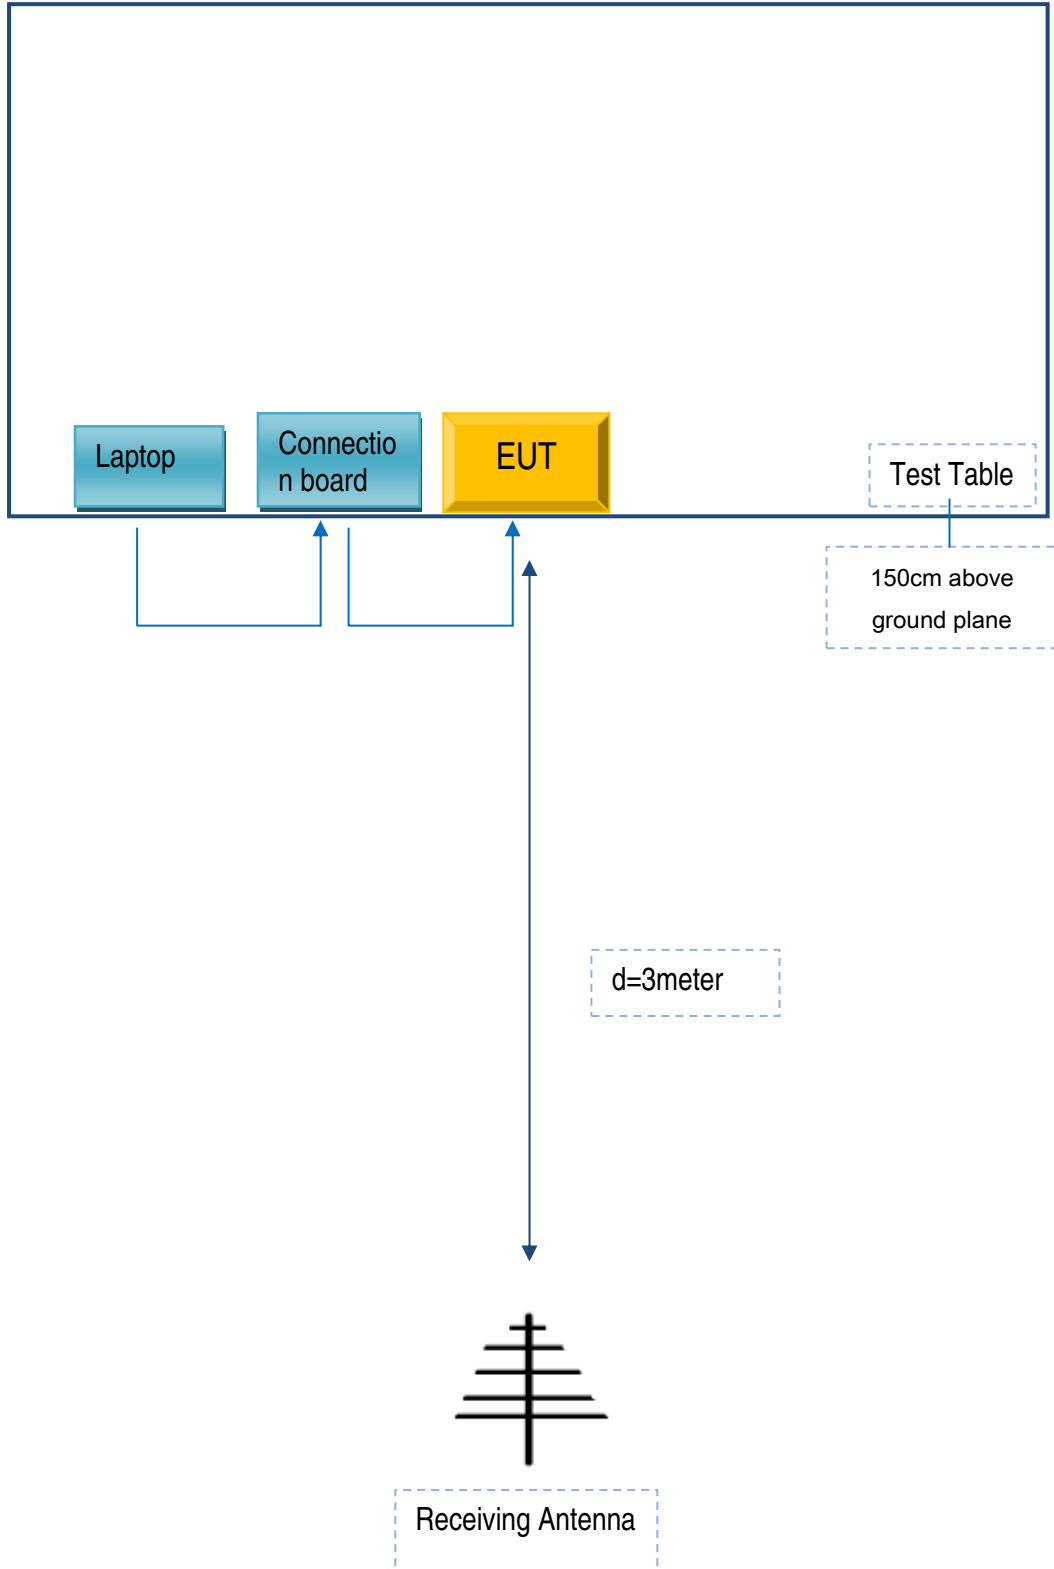 Laptop
Connectio
n board
EUT
Test Table
150cm above
ground plane
d=3meter
Receiving Antenna